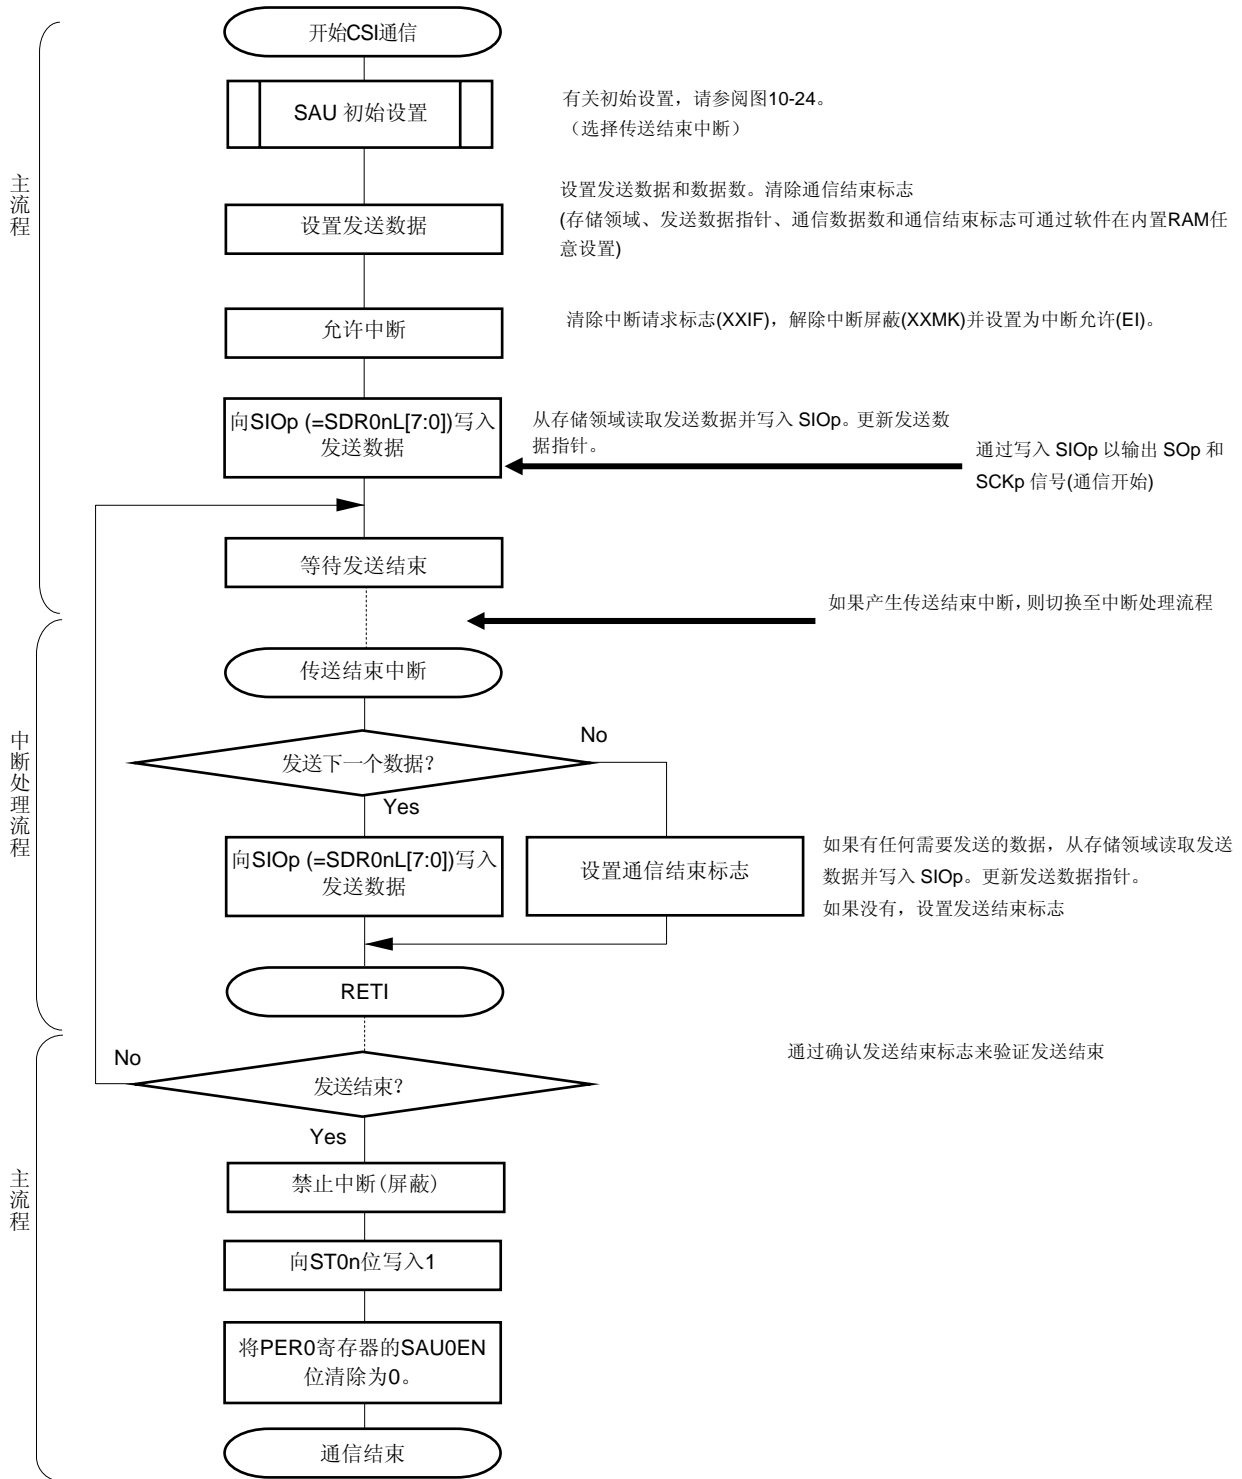 开始CSI通信
SAU 初始设置
有关初始设置，请参阅图10-24。
（选择传送结束中断）
主流程
设置发送数据
设置发送数据和数据数。清除通信结束标志
(存储领域、发送数据指针、通信数据数和通信结束标志可通过软件在内置RAM任
意设置)
允许中断
清除中断请求标志(XXIF)，解除中断屏蔽(XXMK)并设置为中断允许(EI)。
向SIOp (=SDR0nL[7:0])写入
发送数据
从存储领域读取发送数据并写入 SIOp。更新发送数
据指针。
通过写入 SIOp 以输出 SOp 和
SCKp 信号(通信开始)
等待发送结束
如果产生传送结束中断，则切换至中断处理流程
传送结束中断
中断处理流程
发送下一个数据？
No
Yes
向SIOp (=SDR0nL[7:0])写入
发送数据
设置通信结束标志
如果有任何需要发送的数据，从存储领域读取发送
数据并写入 SIOp。更新发送数据指针。
如果没有，设置发送结束标志
RETI
No
发送结束？
通过确认发送结束标志来验证发送结束
Yes
主流程
禁止中断(屏蔽)
向ST0n位写入1
将PER0寄存器的SAU0EN
位清除为0。
通信结束